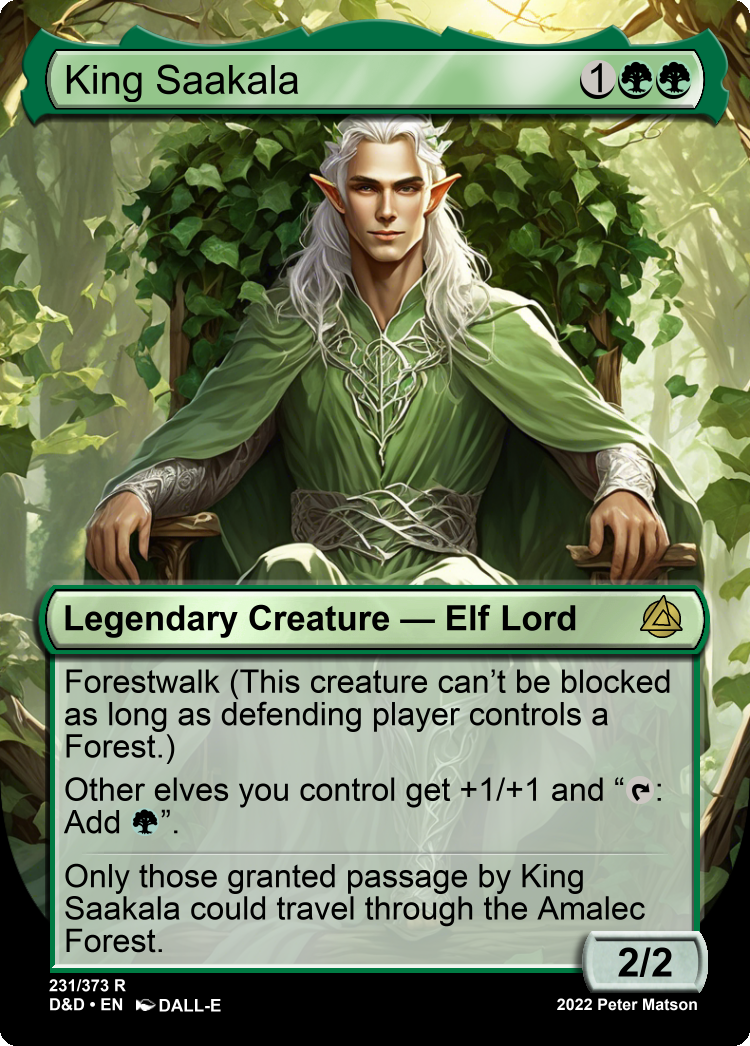 King Saakala 1
Legendary Creature — Elf Lord
Forestwalk (This creature can’t be blocked
as long as defending player controls a
Forest.)
Other elves you control get +1/+1 and “ :
Add ”.
Only those granted passage by King
Saakala could travel through the Amalec
Forest.
2/2
231/373 R
D&D • EN DALL-E
2022 Peter Matson